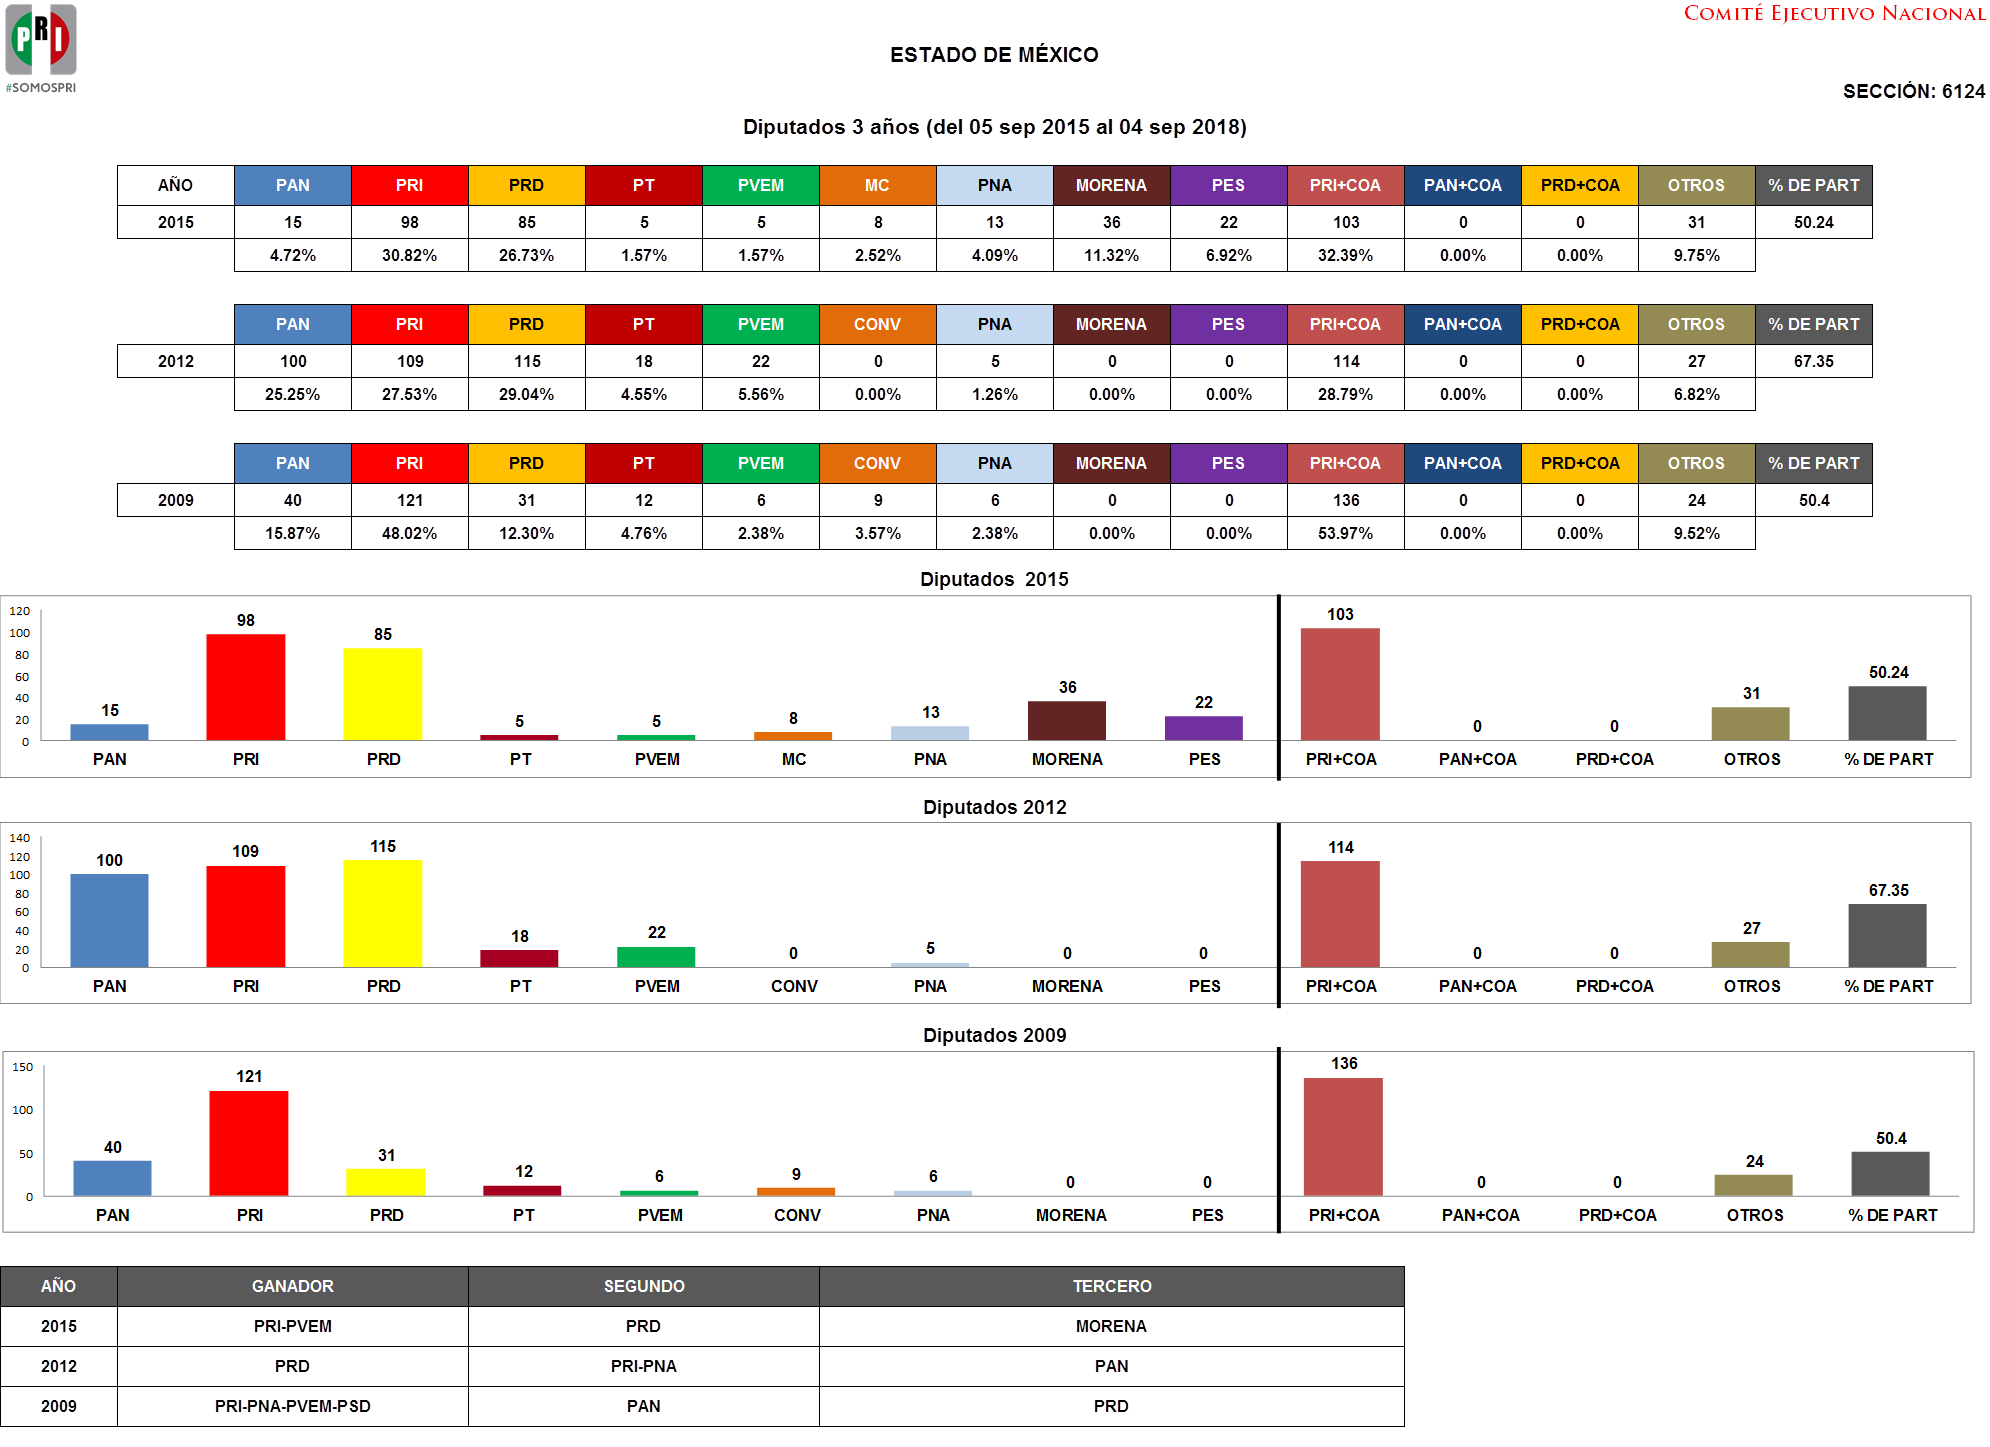 PRI
#SOMOSPRI
COMITÉ EJECUTIVO NACIONAL
ESTADO DE MÉXICO
SECCIÓN: 6124
Diputados 3 años (del 05 sep 2015 al 04 sep 2018)
AÑO PAN PRI PRD PT PVEM MC PNA MORENA PES PRI+COA PAN+COA PRD+COA OTROS % DE PART
2015 15 98 85 5 5 8 13 36 22 103 0 0 31 50.24
4.72% 30.82% 26.73% 1.57% 1.57% 2.52% 4.09% 11.32% 6.92% 32.39% 0.00% 0.00% 9.75%
PAN PRI PRD PT PVEM CONV PNA MORENA PES PRI+COA PAN+COA PRD+COA OTROS % DE PART
2012 100 109 115 18 22 0 5 0 0 114 0 0 27 67.35
25.25% 27.53% 29.04% 4.55% 5.56% 0.00% 1.26% 0.00% 0.00% 28.79% 0.00% 0.00% 6.82%
PAN PRI PRD PT PVEM CONV PNA MORENA PES PRI+COA PAN+COA PRD+COA OTROS % DE PART
2009 40 121 31 12 6 9 6 0 0 136 0 0 24 50.4
15.87% 48.02% 12.30% 4.76% 2.38% 3.57% 2.38% 0.00% 0.00% 53.97% 0.00% 0.00% 9.52%
Diputados 2015
120
100
80
60
40
20
0
15 98 85 5 5 8 13 36 22 103 0 0 31 50.24
PAN PRI PRD PT PVEM MC PNA MORENA PES PRI+COA PAN+COA PRD+COA OTROS % DE PART
Diputados 2012
140
120
100
80
60
40
20
0
100 109 115 18 22 0 5 0 0 114 0 0 27 67.35
PAN PRI PRD PT PVEM CONV PNA MORENA PES PRI+COA PAN+COA PRD+COA OTROS % DE PART
Diputados 2009
150
100
50
0
40 121 31 12 6 9 6 0 0 136 0 0 24 50.4
PAN PRI PRD PT PVEM CONV PNA MORENA PES PRI+COA PAN+COA PRD+COA OTROS % DE PART
AÑO GANADOR SEGUNDO TERCERO
2015 PRI-PVEM PRD MORENA
2012 PRD PRI-PNA PAN
2009 PRI-PNA-PVEM-PSD PAN PRD